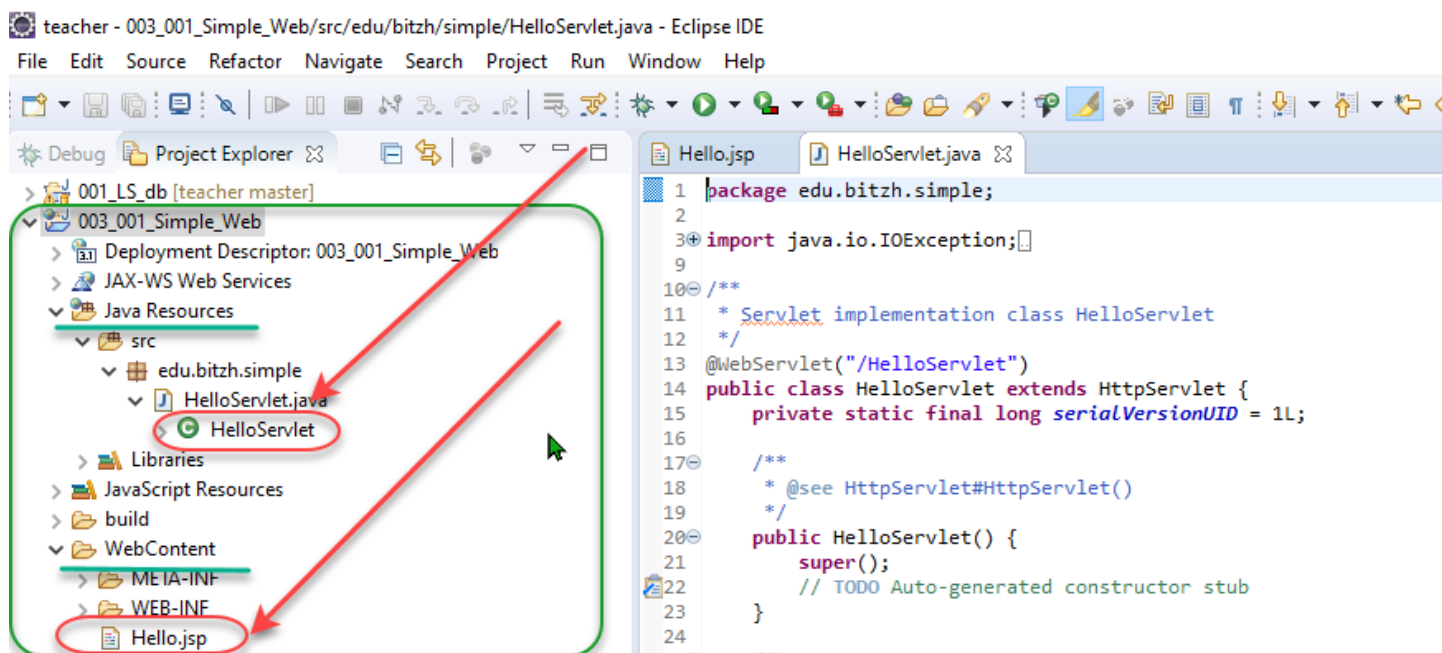 teacher - 003_001_Simple_Web/src/edu/bitzh/simple/HelloServlet.java - Eclipse IDE
File Edit Source Refactor Navigate Search Project Run Window Help
Debug Project Explorer
001_LS_db [teacher master]
003_001_Simple_Web
Deployment Descriptor: 003_001_Simple_Web
JAX-WS Web Services
Java Resources
src
edu.bitzh.simple
HelloServlet.java
HelloServlet
Libraries
JavaScript Resources
build
WebContent
META-INF
WEB-INF
Hello.jsp
Hello.jsp HelloServlet.java
1 package edu.bitzh.simple;
2
3 import java.io.IOException;
9
10 /**
11 * Servlet implementation class HelloServlet
12 */
13 @WebServlet("/HelloServlet")
14 public class HelloServlet extends HttpServlet {
15 private static final long serialVersionUID = 1L;
16
17 /**
18 * @see HttpServlet#HttpServlet()
19 */
20 public HelloServlet() {
21 super();
22 // TODO Auto-generated constructor stub
23 }
24